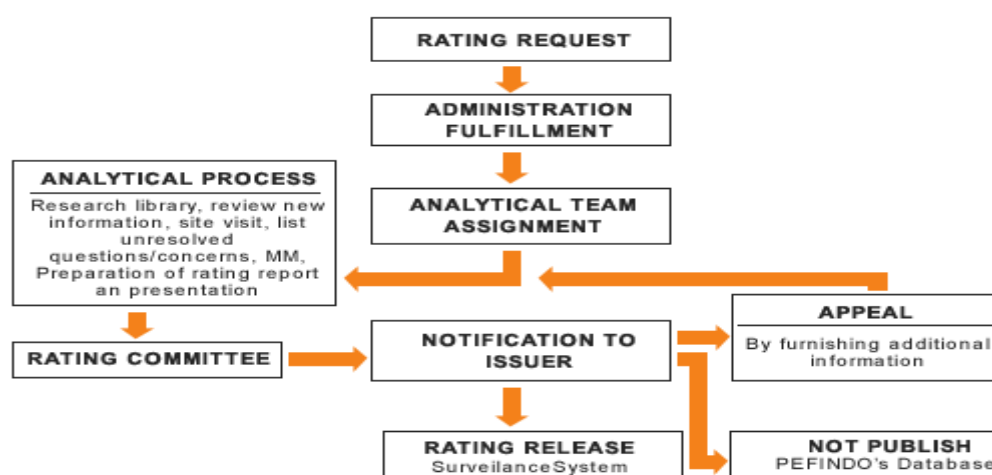 RATING REQUEST
ADMINISTRATION
FULFILLMENT
ANALYTICAL TEAM
ASSIGNMENT
ANALYTICAL PROCESS
Research library, review new
information, site visit, list
unresolved
questions/concerns, MM,
Preparation of rating report
an presentation
RATING COMMITTEE
NOTIFICATION TO
ISSUER
APPEAL
By furnishing additional
information
RATING RELEASE
SurveilanceSystem
NOT PUBLISH
PEFINDO's Database